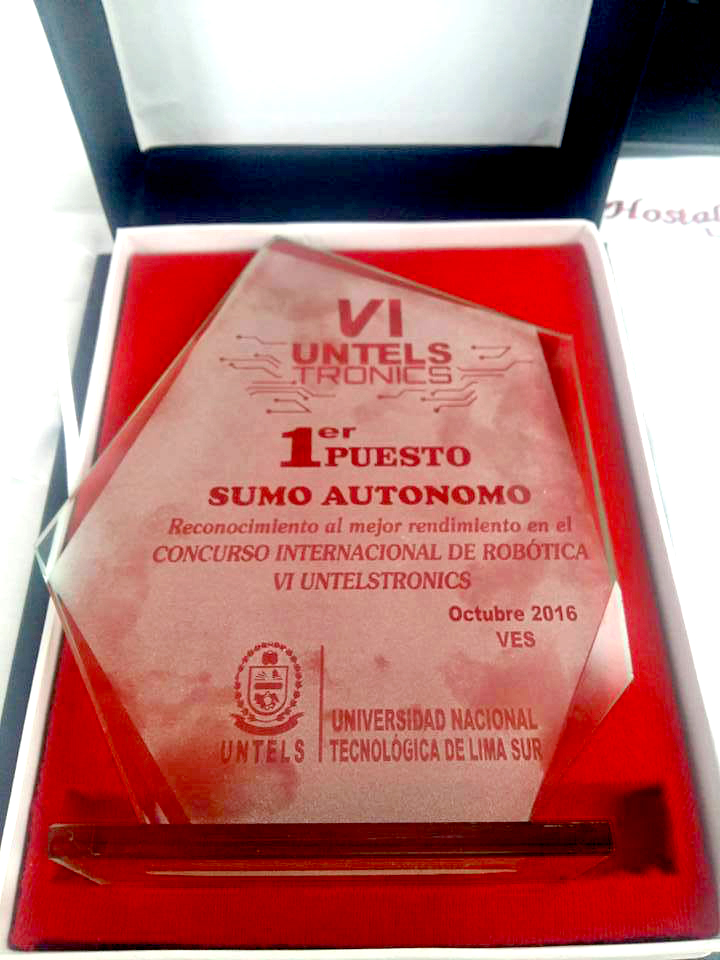 Hostal
VI
UNTELS
TRONICS
1er PUESTO
SUMO AUTONOMO
Reconocimiento al mejor rendimiento en el
CONCURSO INTERNACIONAL DE ROBÓTICA
VI UNTELSTRONICS
Octubre 2016
VES
UNTELS
UNIVERSIDAD NACIONAL
TECNOLÓGICA DE LIMA SUR